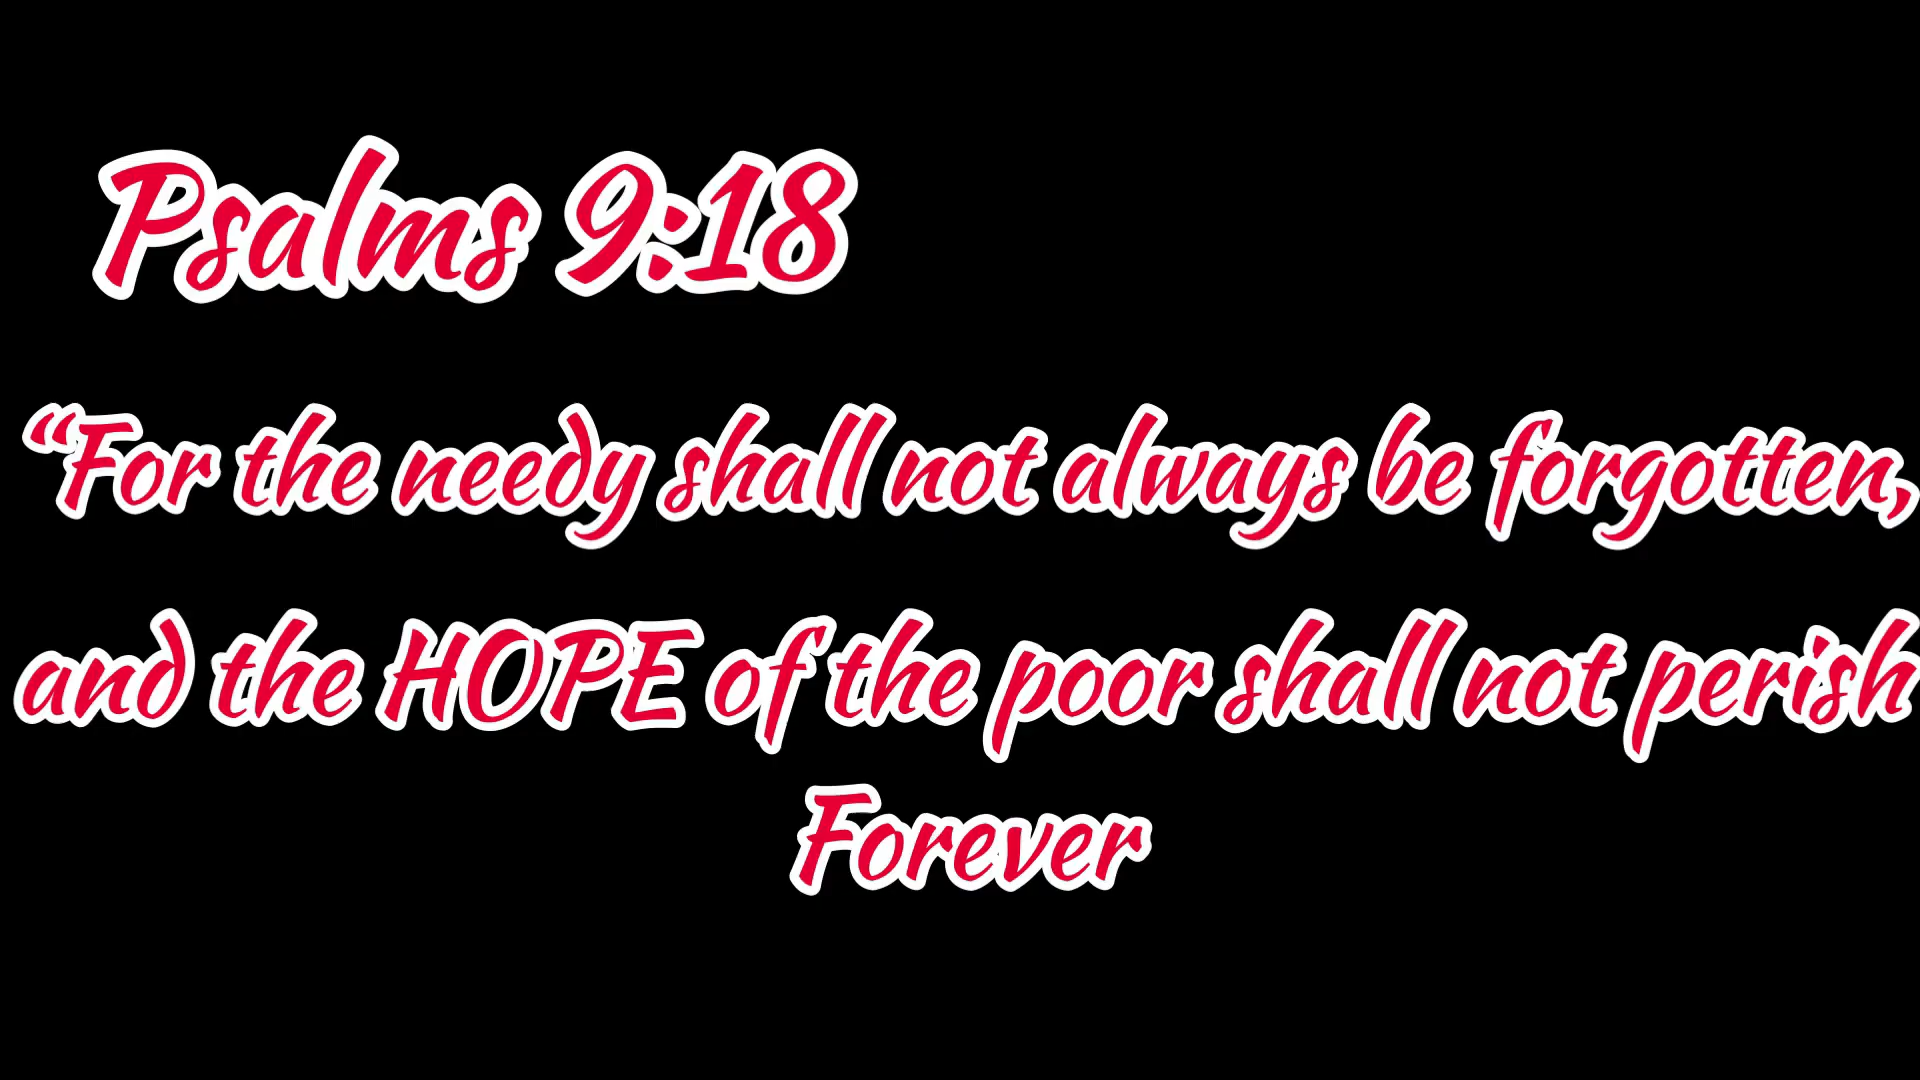 Psalms 9:18
“For the needy shall not always be forgotten,
and the HOPE of the poor shall not perish
Forever